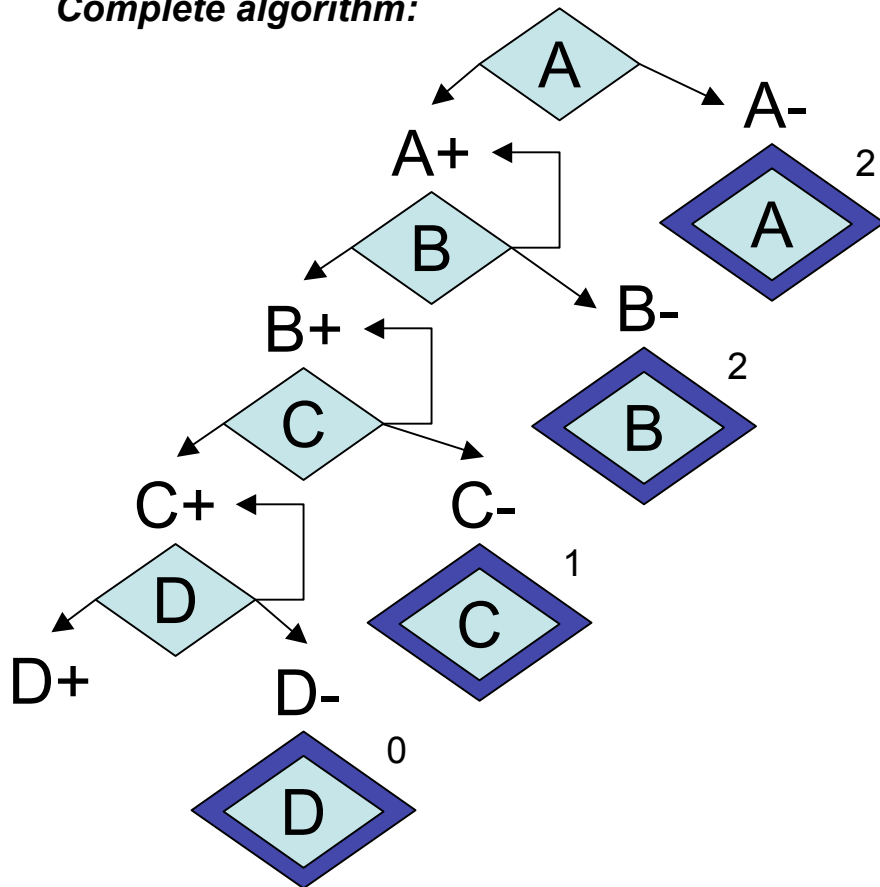 Complete algorithm:
A
A-
A+
2
A
B
B-
B+
2
B
C
C+
C-
1
D
C
D+
D-
0
D